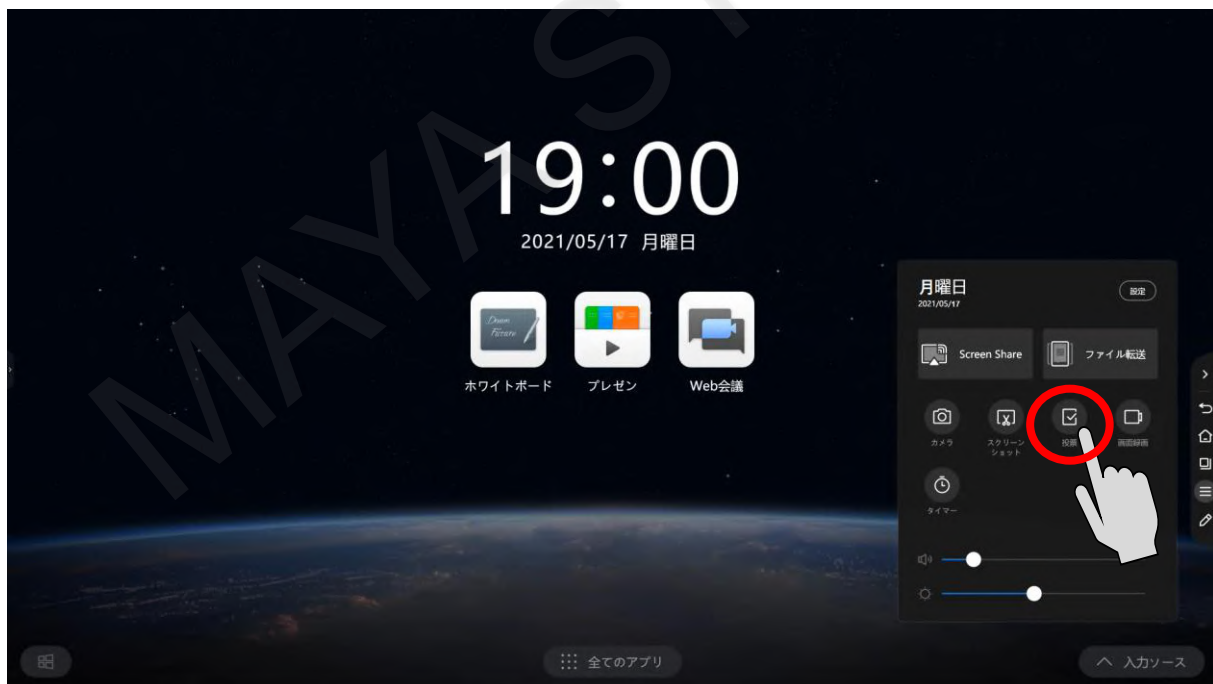 MAYA S
19:00
2021/05/17 月曜日
Dream
Future
ホワイトボード
プレゼン
Web会議
月曜日
2021/05/17
設定
Screen Share
ファイル転送
カメラ
スクリーン
ショット
投票
画面録画
タイマー
全てのアプリ
入力ソース